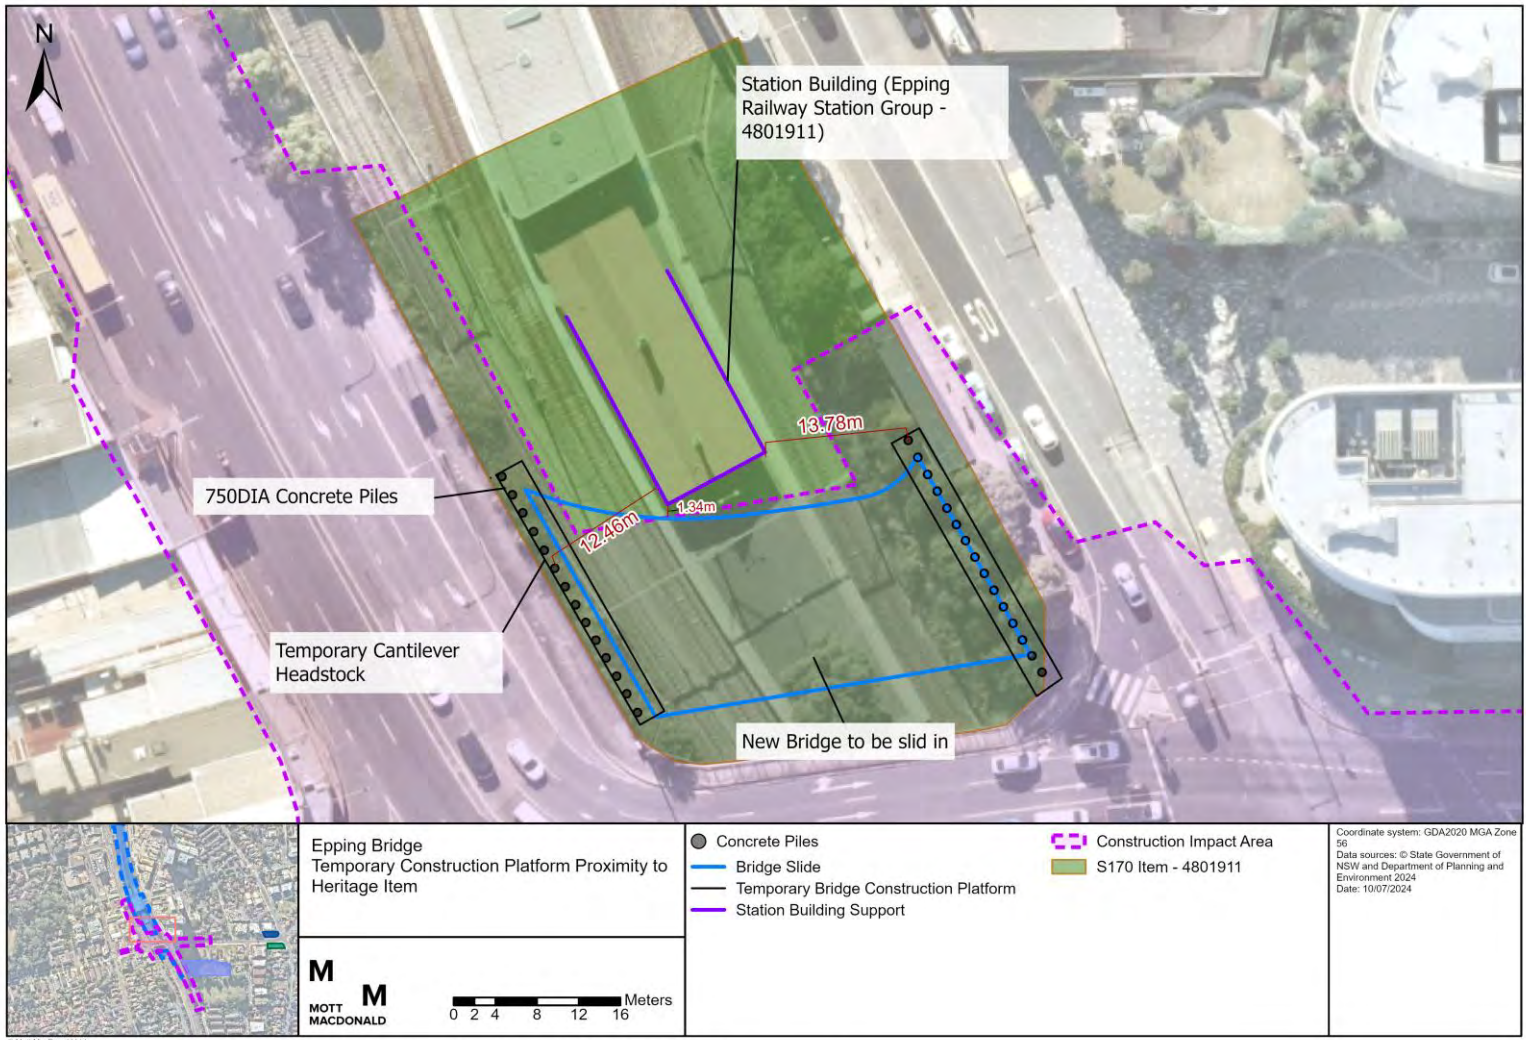 N
Station Building (Epping
Railway Station Group -
4801911)
50
13.78m
750DIA Concrete Piles
1.34m
12.46m
Temporary Cantilever
Headstock
New Bridge to be slid in
Epping Bridge
Temporary Construction Platform Proximity to
Heritage Item
M
M
MOTT
MACDONALD
Meters
0 2 4 8 12 16
Concrete Piles
Bridge Slide
Temporary Bridge Construction Platform
Station Building Support
Construction Impact Area
S170 Item - 4801911
Coordinate system: GDA2020 MGA Zone
56
Data sources: © State Government of
NSW and Department of Planning and
Environment 2024
Date: 10/07/2024